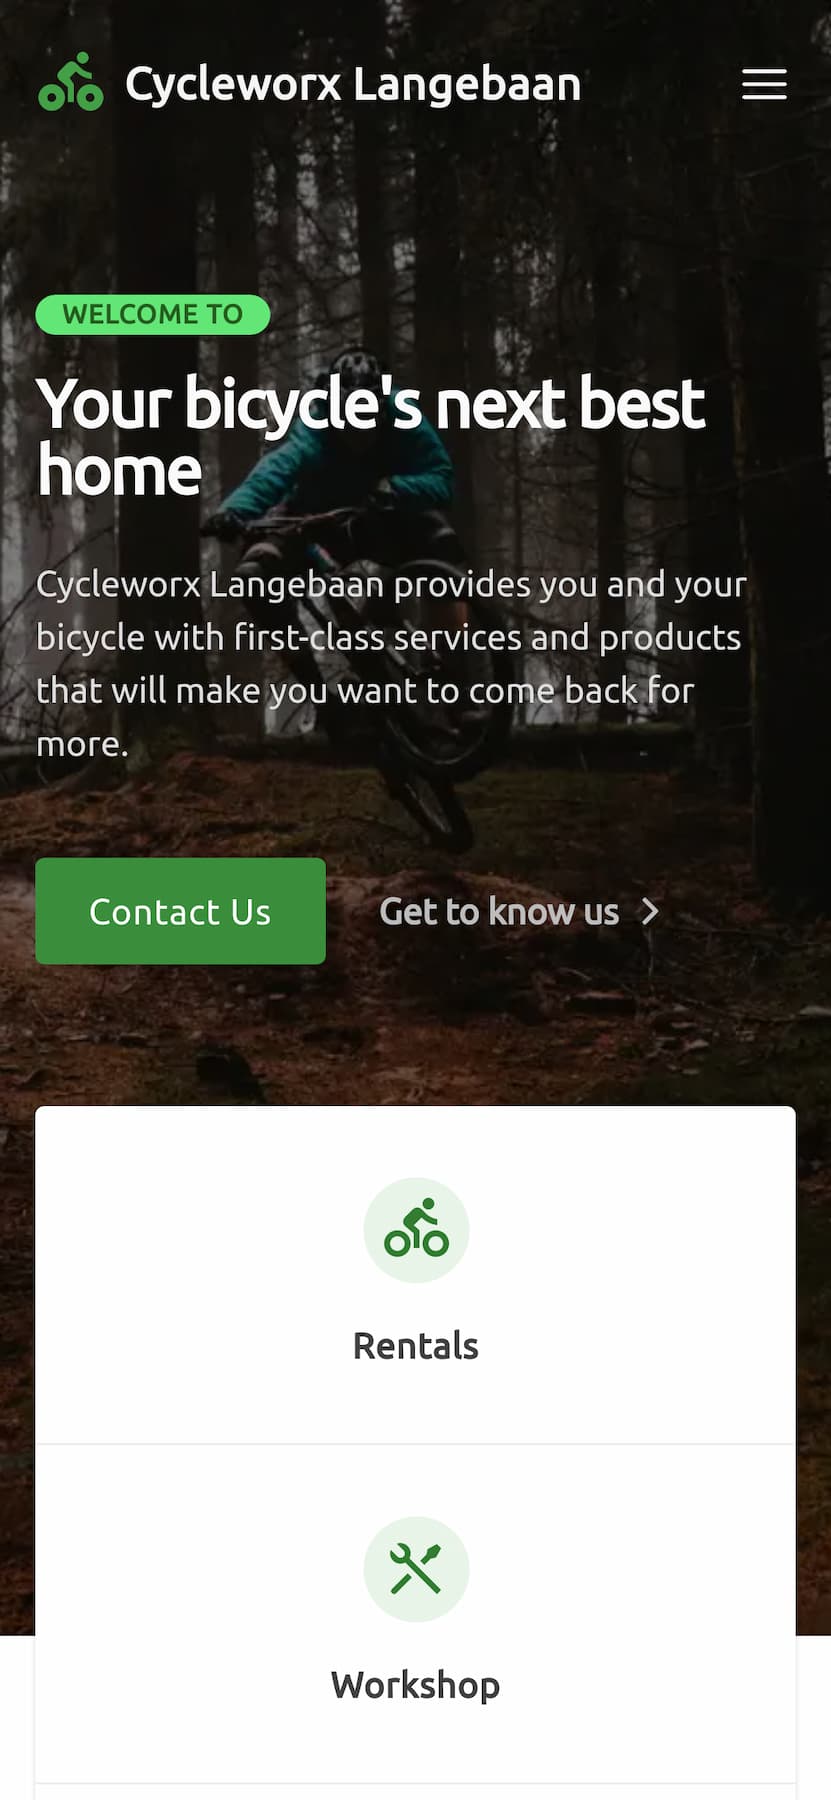 Cycleworx Langebaan
WELCOME TO
Your bicycle's next best
home
Cycleworx Langebaan provides you and your
bicycle with first-class services and products
that will make you want to come back for
more.
Contact Us
Get to know us
Rentals
Workshop